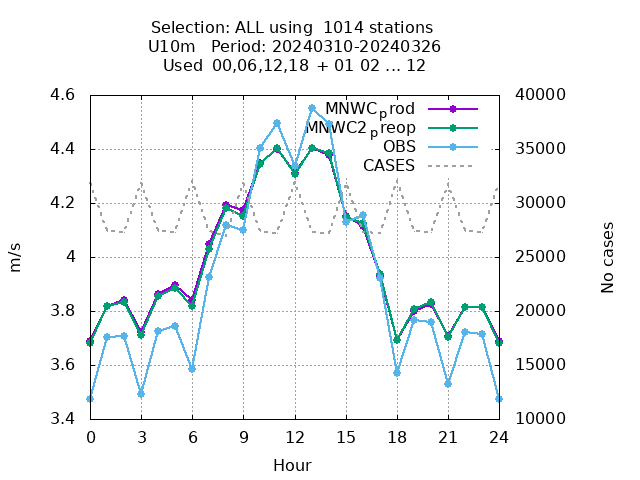 Selection: ALL using  1014 stations
U10m   Period: 20240310-20240326
Used 00,06,12,18 + 01 02 ... 12
4.6 40000
MNWCprod
MNWC2preop
4.4 35000
OBS
CASES
4.2 30000
m/s 4 25000 No cases
3.8 20000
3.6 15000
3.4 10000
0 3 6 9 12 15 18 21 24
Hour